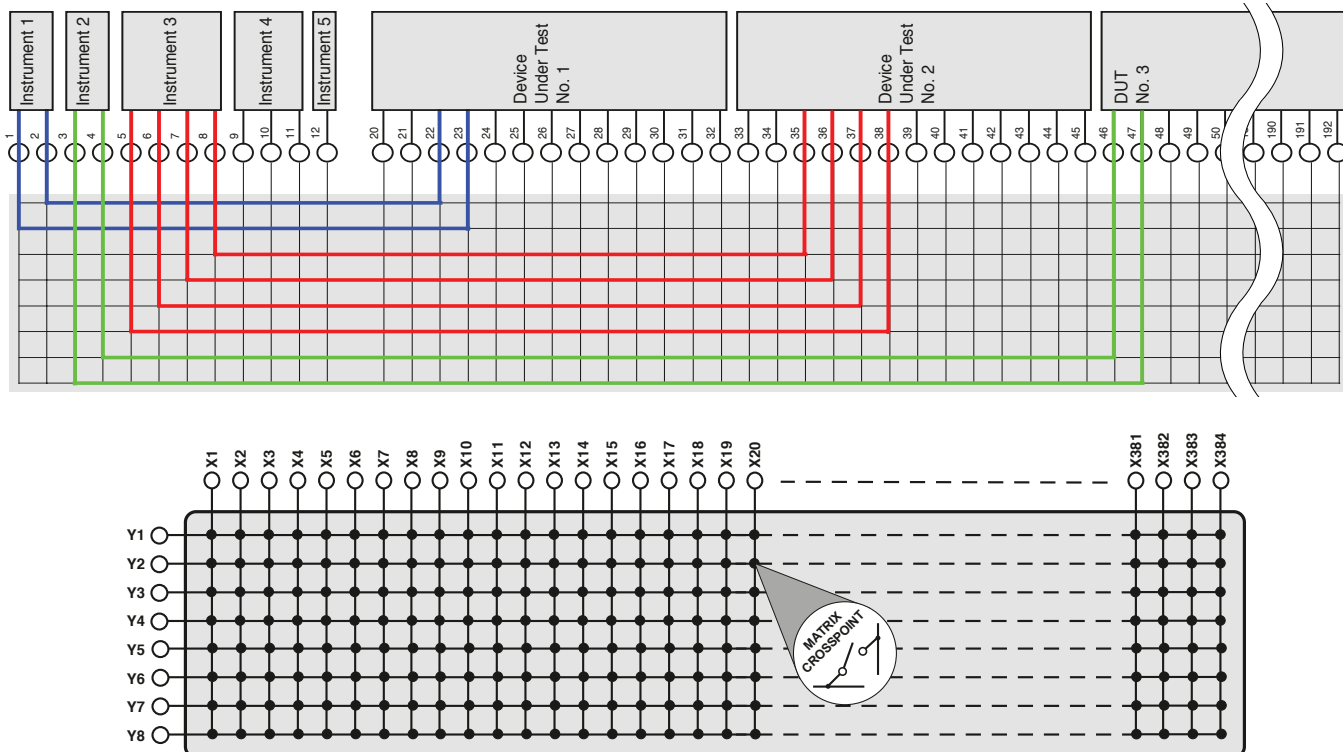 Instrument 1
Instrument 2
Instrument 3
Instrument 4
Instrument 5
Device
Under Test
No. 1
Device
Under Test
No. 2
DUT
No. 3
1 2 3 4 5 6 7 8 9 10 11 12 20 21 22 23 24 25 26 27 28 29 30 31 32 33 34 35 36 37 38 39 40 41 42 43 44 45 46 47 48 49 50 190 191 192
X1 X2 X3 X4 X5 X6 X7 X8 X9 X10 X11 X12 X13 X14 X15 X16 X17 X18 X19 X20 X381 X382 X383 X384
Y1
Y2
Y3
Y4
Y5
Y6
Y7
Y8
MATRIX
CROSSPOINT